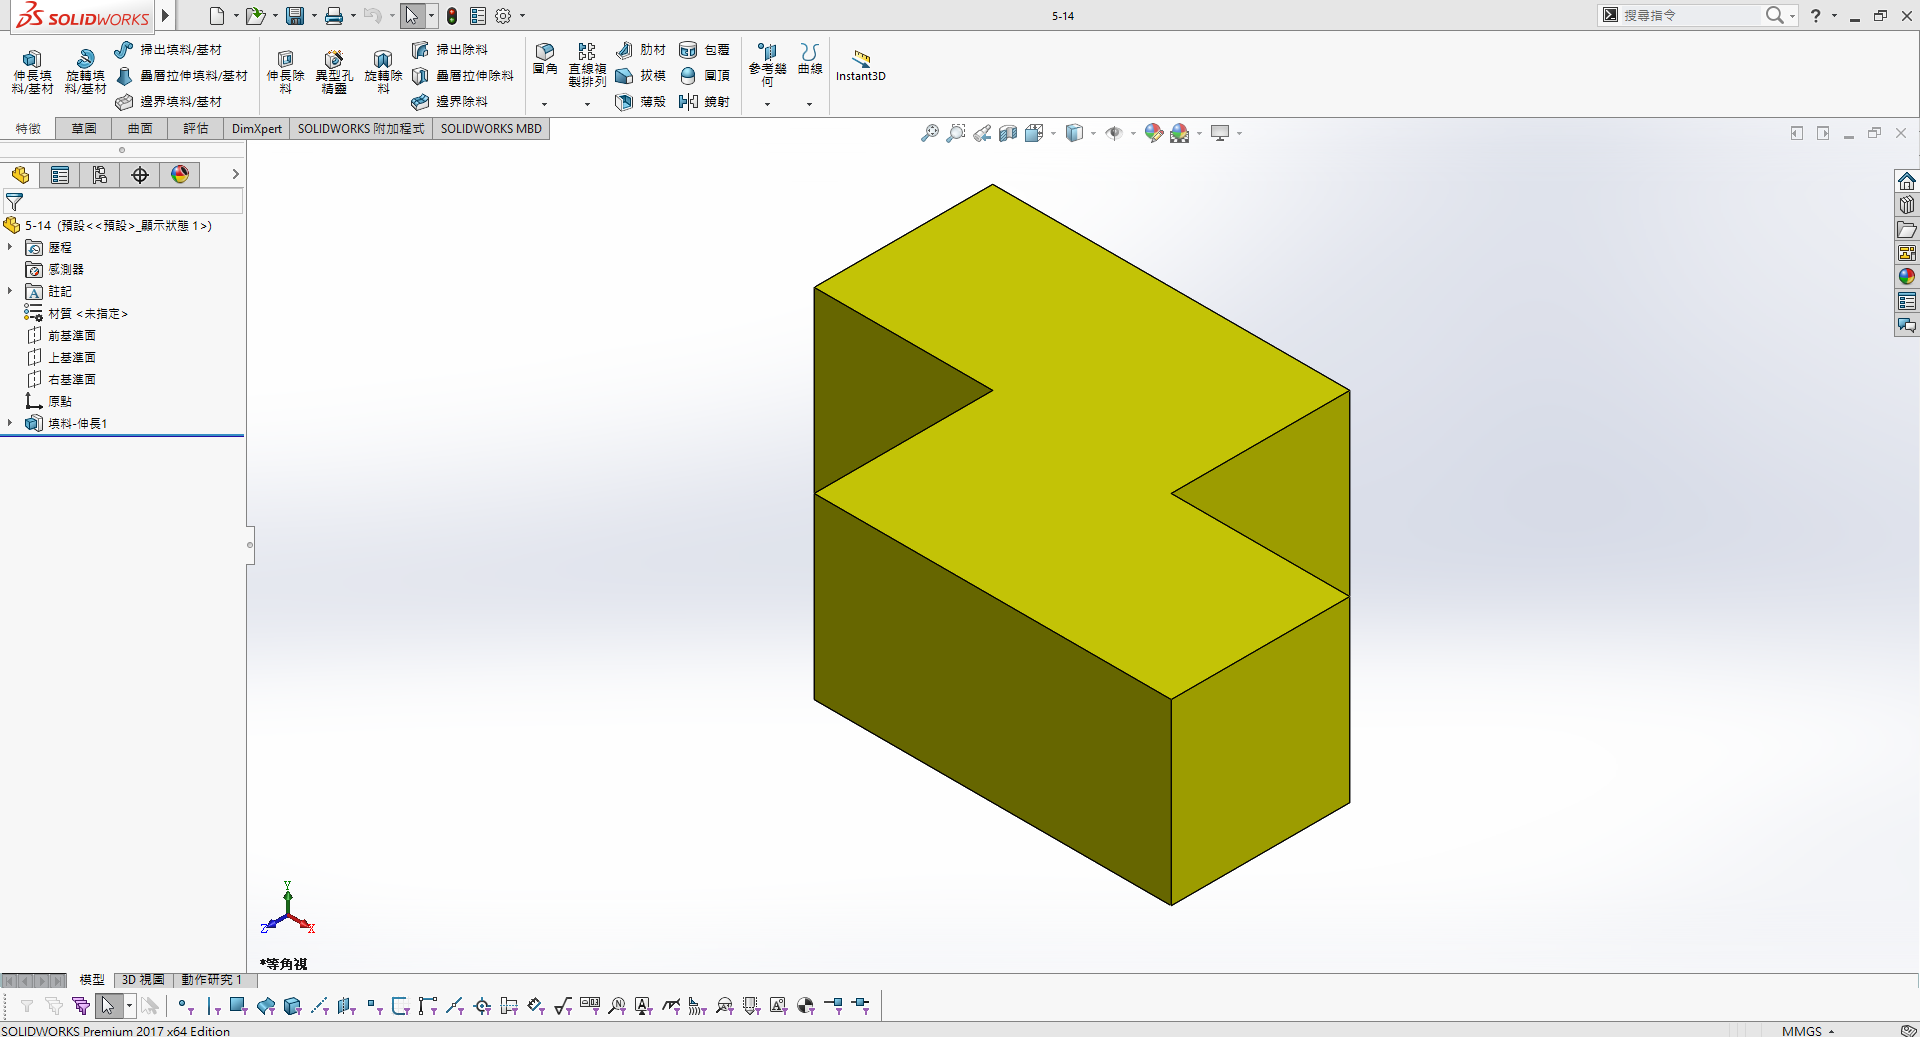 SOLIDWORKS
5-14
搜尋指令
伸長填料/基材
旋轉填料/基材
掃出填料/基材
疊層拉伸填料/基材
邊界填料/基材
伸長除料
異型孔精靈
旋轉除料
掃出除料
疊層拉伸除料
邊界除料
圓角
直線複製排列
肋材
拔模
薄殼
包覆
圓頂
鏡射
參考幾何
曲線
Instant3D
特徵
草圖
曲面
評估
DimXpert
SOLIDWORKS 附加程式
SOLIDWORKS MBD
5-14 (預設<<預設>_顯示狀態 1>)
歷程
感測器
註記
材質 <未指定>
前基準面
上基準面
右基準面
原點
填料-伸長1
Y
Z
X
*等角視
模型
3D 視圖
動作研究 1
SOLIDWORKS Premium 2017 x64 Edition
MMGS